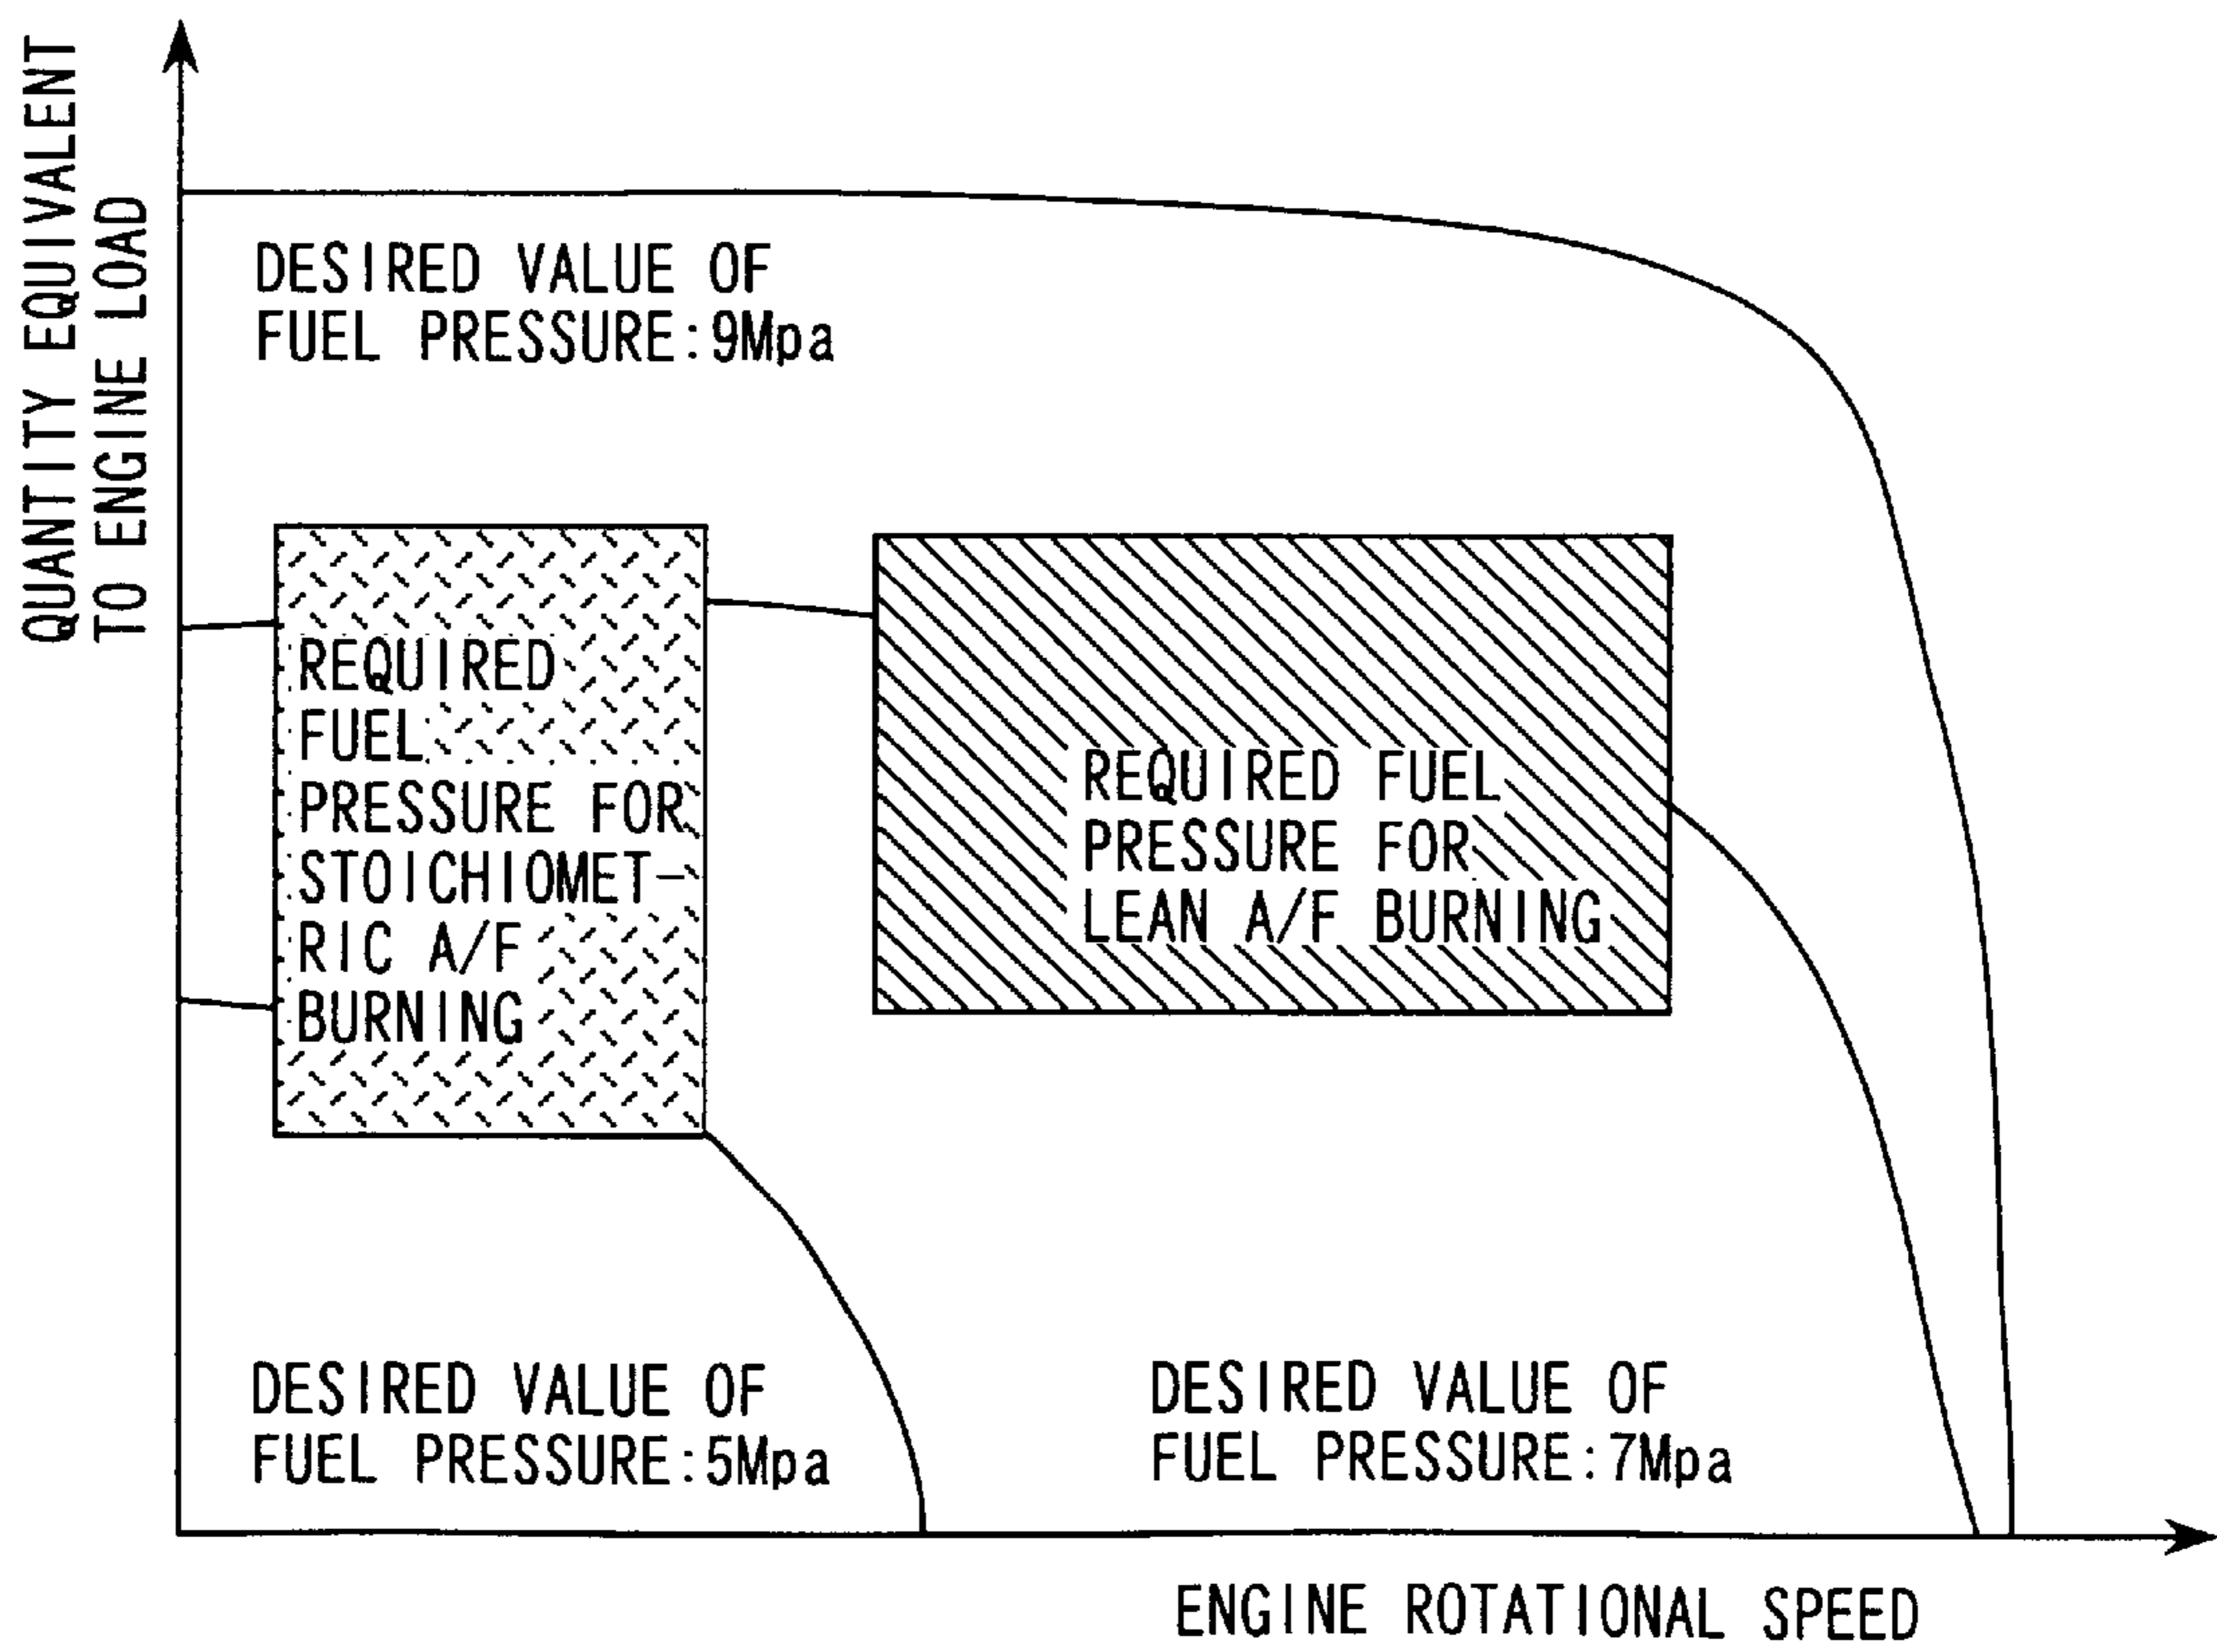 QUANTITY EQUIVALENT
TO ENGINE LOAD
DESIRED VALUE OF
FUEL PRESSURE:9Mpa
REQUIRED
FUEL
PRESSURE FOR
STOICHIOMET-
RIC A/F
BURNING
REQUIRED FUEL
PRESSURE FOR
LEAN A/F BURNING
DESIRED VALUE OF
FUEL PRESSURE:5Mpa
DESIRED VALUE OF
FUEL PRESSURE:7Mpa
ENGINE ROTATIONAL SPEED